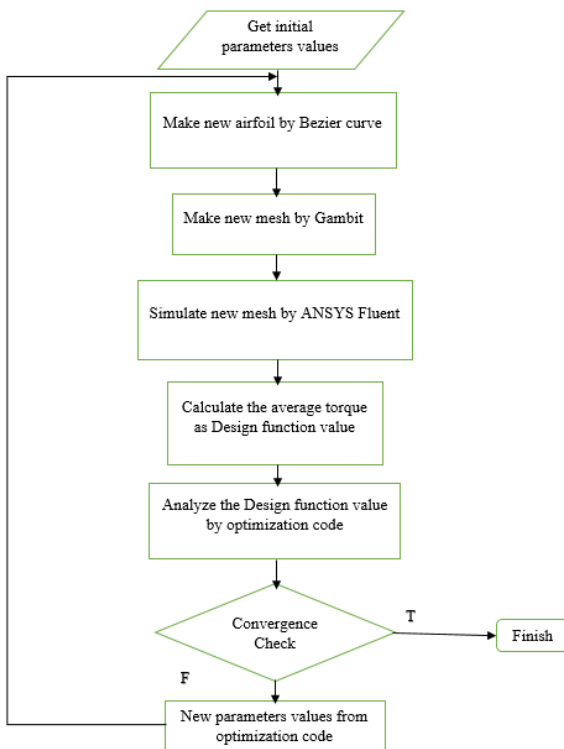 Get initial
parameters values
Make new airfoil by Bezier curve
Make new mesh by Gambit
Simulate new mesh by ANSYS Fluent
Calculate the average torque
as Design function value
Analyze the Design function value
by optimization code
Convergence
Check
T
Finish
F
New parameters values from
optimization code